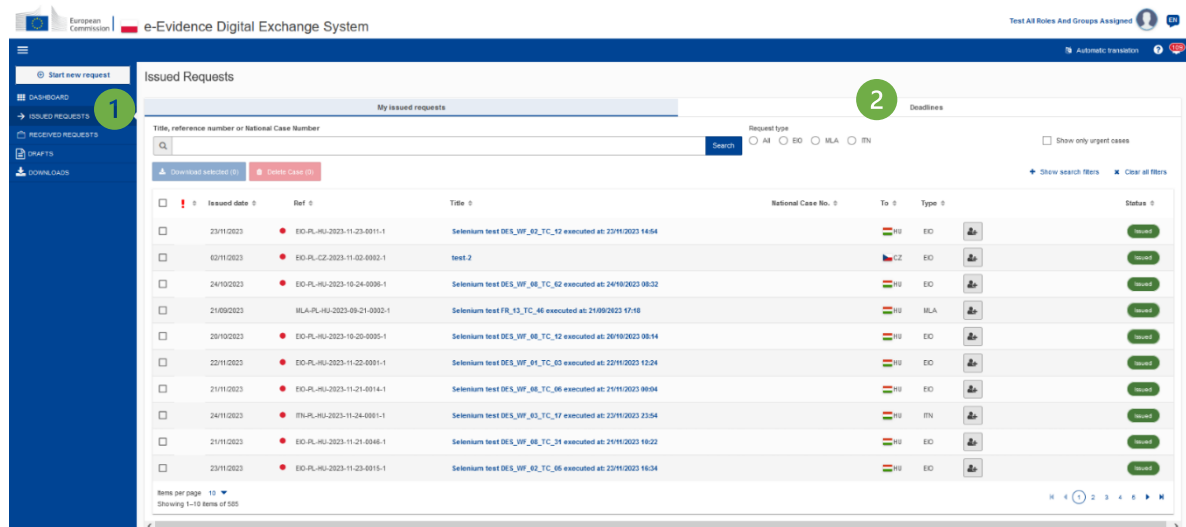 European Commission
e-Evidence Digital Exchange System
Test All Roles And Groups Assigned
EN
Automatic translation
Start new request
DASHBOARD
ISSUED REQUESTS
RECEIVED REQUESTS
DRAFTS
DOWNLOADS
1
Issued Requests
My issued requests
2
Deadlines
Title, reference number or National Case Number
Search
Request type
All EIO MLA ITN
Show only urgent cases
Download selected (0) Delete Case (0)
Show search filters Clear all filters
Issued date Ref Title National Case No. To Type Status
23/11/2023 EIO-PL-HU-2023-11-23-0011-1 Selenium test DES_WF_02_TC_12 executed at: 23/11/2023 14:54 HU EIO Issued
02/11/2023 EIO-PL-CZ-2023-11-02-0002-1 test-2 CZ EIO Issued
24/10/2023 EIO-PL-HU-2023-10-24-0006-1 Selenium test DES_WF_08_TC_62 executed at: 24/10/2023 08:32 HU EIO Issued
21/09/2023 MLA-PL-HU-2023-09-21-0002-1 Selenium test FR_13_TC_46 executed at: 21/09/2023 17:18 HU MLA Issued
20/10/2023 EIO-PL-HU-2023-10-20-0005-1 Selenium test DES_WF_08_TC_12 executed at: 20/10/2023 08:14 HU EIO Issued
22/11/2023 EIO-PL-HU-2023-11-22-0001-1 Selenium test DES_WF_01_TC_03 executed at: 22/11/2023 12:24 HU EIO Issued
21/11/2023 EIO-PL-HU-2023-11-21-0014-1 Selenium test DES_WF_08_TC_06 executed at: 21/11/2023 00:04 HU EIO Issued
24/11/2023 ITN-PL-HU-2023-11-24-0001-1 Selenium test DES_WF_03_TC_17 executed at: 23/11/2023 23:54 HU ITN Issued
21/11/2023 EIO-PL-HU-2023-11-21-0046-1 Selenium test DES_WF_08_TC_31 executed at: 21/11/2023 10:22 HU EIO Issued
23/11/2023 EIO-PL-HU-2023-11-23-0015-1 Selenium test DES_WF_02_TC_05 executed at: 23/11/2023 16:34 HU EIO Issued
Items per page 10
Showing 1–10 items of 585
1 2 3 4 5